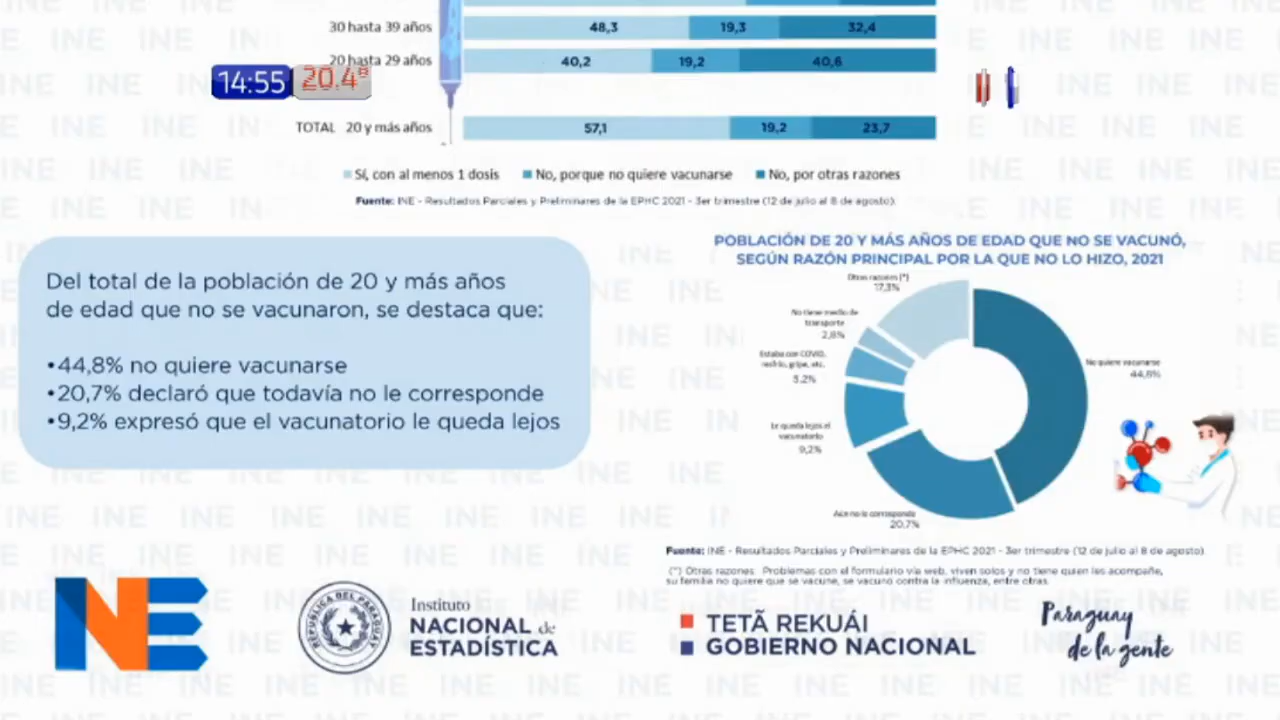 30 hasta 39 años 48,3 19,3 32,4
20 hasta 29 años 40,2 19,2 40,6
14:55 20.4º
TOTAL 20 y más años 57,1 19,2 23,7
Sí, con al menos 1 dosis No, porque no quiere vacunarse No, por otras razones
Fuente: INE - Resultados Parciales y Preliminares de la EPHC 2021 - 3er trimestre (12 de julio al 8 de agosto).
Del total de la población de 20 y más años
de edad que no se vacunaron, se destaca que:
•44,8% no quiere vacunarse
•20,7% declaró que todavía no le corresponde
•9,2% expresó que el vacunatorio le queda lejos
POBLACIÓN DE 20 Y MÁS AÑOS DE EDAD QUE NO SE VACUNÓ,
SEGÚN RAZÓN PRINCIPAL POR LA QUE NO LO HIZO, 2021
Otras razones (*)
17,3%
No tiene medio de
transporte
2,8%
Estaba con COVID,
resfrío, gripe, etc.
5,2%
No quiere vacunarse
44,8%
Le queda lejos el
vacunatorio
9,2%
Aún no le corresponde
20,7%
Fuente: INE - Resultados Parciales y Preliminares de la EPHC 2021 - 3er trimestre (12 de julio al 8 de agosto).
(*) Otras razones: Problemas con el formulario vía web, viven solos y no tiene quien les acompañe,
su familia no quiere que se vacune, se vacunó contra la influenza, entre otras.
INE
REPUBLICA DEL PARAGUAY
Instituto
NACIONAL de
ESTADÍSTICA
TETÃ REKUÁI
GOBIERNO NACIONAL
Paraguay
de la gente